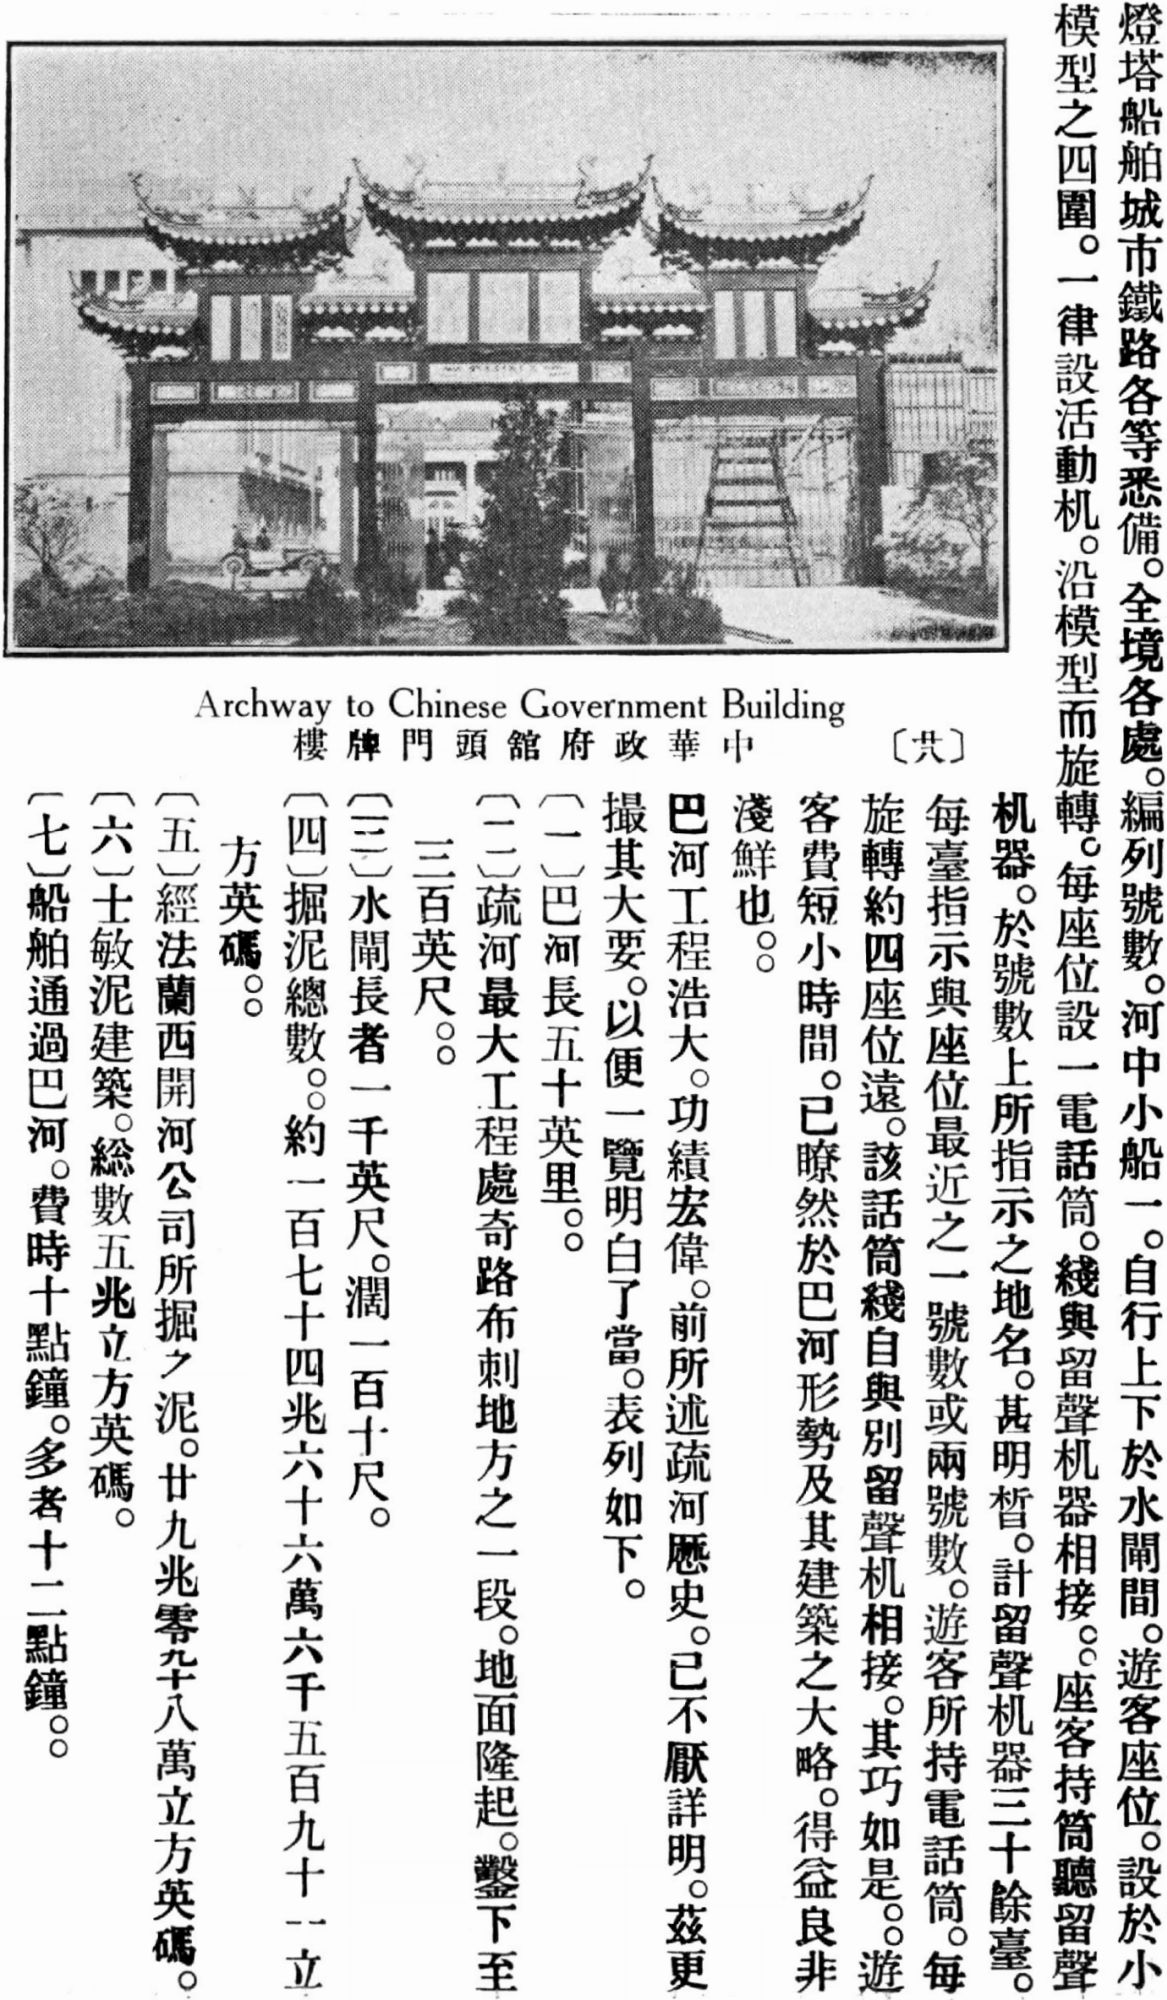 燈塔船舶城市鐵路各等悉備。全境各處。編列號數。河中小船一。自行上下於水閘間。遊客座位。設於小
模型之四圍。一律設活動机。沿模型而旋轉。每座位設一電話筒。綫與留聲机器相接。。座客持筒聽留聲
Archway to Chinese Government Building
中華政府舘頭門牌樓
〔共〕
机器。於號數上所指示之地名。甚明晳。計留聲机器三十餘臺。
每臺指示與座位最近之一號數或兩號數。遊客所持電話筒。每
旋轉約四座位遠。該話筒綫自與別留聲机相接。其巧如是。。遊
客費短小時間。已瞭然於巴河形勢及其建築之大略。得益良非
淺鮮也。。
巴河工程浩大。功績宏偉。前所述疏河歷史。已不厭詳明。茲更
撮其大要。以便一覽明白了當。表列如下。
〔一〕巴河長五十英里。。
〔二〕疏河最大工程處奇路布刺地方之一段。地面隆起。鑿下至
三百英尺。。
〔三〕水閘長者一千英尺。濶一百十尺。
〔四〕掘泥總數。。約一百七十四兆六十六萬六千五百九十一立
方英碼。。
〔五〕經法蘭西開河公司所掘之泥。廿九兆零九十八萬立方英碼。
〔六〕士敏泥建築。総數五兆立方英碼。
〔七〕船舶通過巴河。費時十點鐘。多者十二點鐘。。